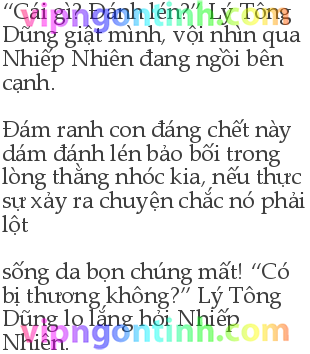 “Cái gì? Đánh lén?” Lý Tông
Dũng giật mình, vội nhìn qua
Nhiếp Nhiên đang ngồi bên
cạnh.
Đám ranh con đáng chết này
dám đánh lén bảo bối trong
lòng thằng nhóc kia, nếu thực
sự xảy ra chuyện chắc nó phải
lột
sống da bọn chúng mất! “Có
bị thương không?” Lý Tông
Dũng lo lắng hỏi Nhiếp
Nhiên.
vipngontinh.com
vipngontinh.com